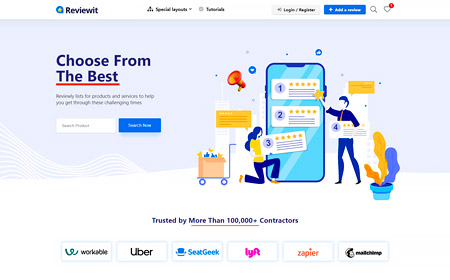 Reviewit
Special layouts
Tutorials
Login / Register
+ Add a review
1
Choose From
The Best
Reviewly lists for products and services to help
you get through these challenging times
Search Product
Search Now
1
2
3
4
Trusted by More Than 100,000+ Contractors
workable
Uber
SeatGeek
lyft
zapier
mailchimp